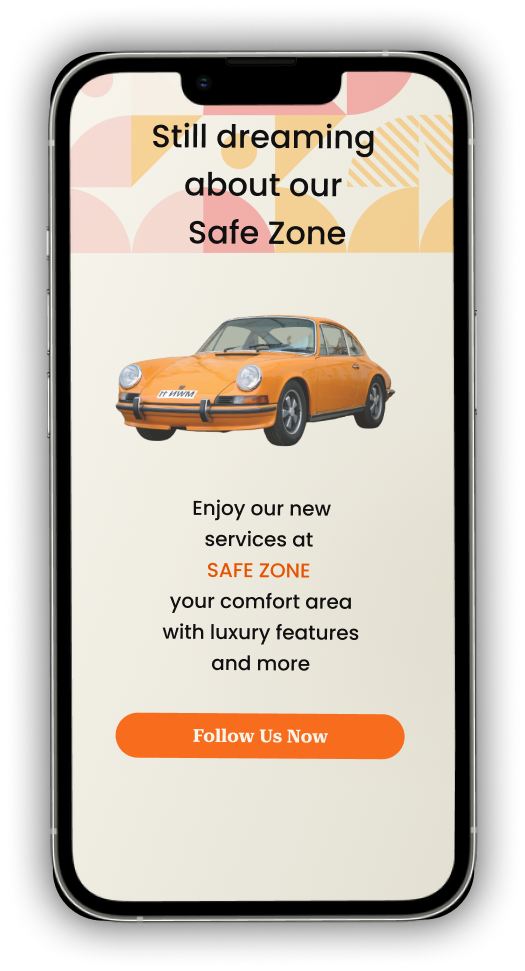 Still dreaming
about our
Safe Zone
Enjoy our new
services at
SAFE ZONE
your comfort area
with luxury features
and more
Follow Us Now